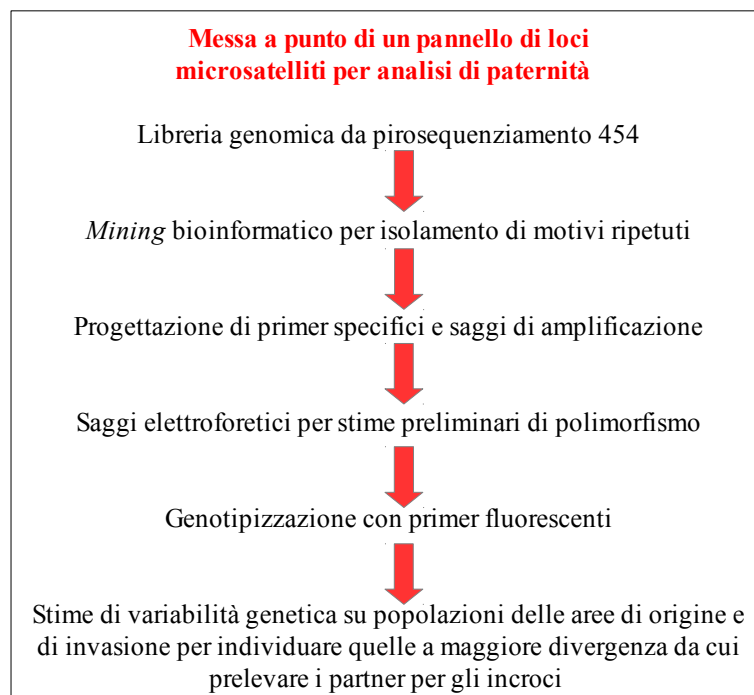 Messa a punto di un pannello di loci
microsatelliti per analisi di paternità
Libreria genomica da pirosequenziamento 454
Mining bioinformatico per isolamento di motivi ripetuti
Progettazione di primer specifici e saggi di amplificazione
Saggi elettroforetici per stime preliminari di polimorfismo
Genotipizzazione con primer fluorescenti
Stime di variabilità genetica su popolazioni delle aree di origine e
di invasione per individuare quelle a maggiore divergenza da cui
prelevare i partner per gli incroci